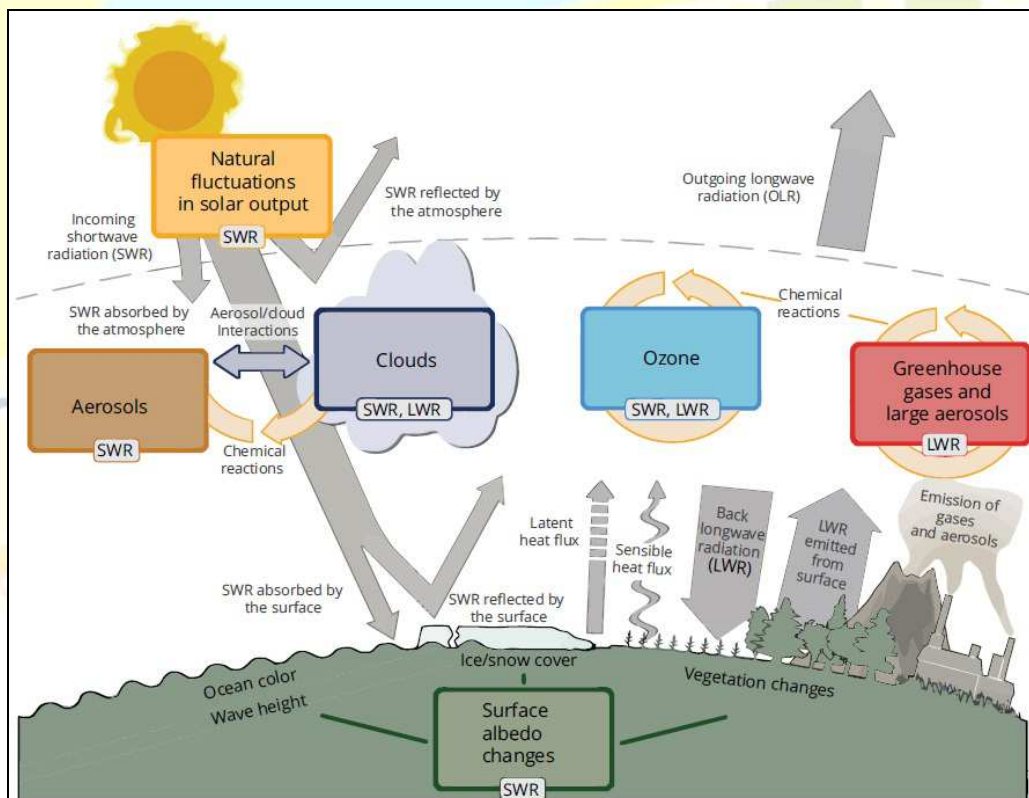 Natural
fluctuations
in solar output
SWR
Incoming
shortwave
radiation (SWR)
SWR reflected by
the atmosphere
Outgoing longwave
radiation (OLR)
SWR absorbed by
the atmosphere
Aerosol/cloud
Interactions
Chemical
reactions
Aerosols
SWR
Clouds
SWR, LWR
Ozone
SWR, LWR
Greenhouse
gases and
large aerosols
LWR
Chemical
reactions
Emission of
gases
and aerosols
Latent
heat flux
Sensible
heat flux
Back
longwave
radiation
(LWR)
LWR
emitted
from
surface
SWR absorbed by
the surface
SWR reflected by
the surface
Ice/snow cover
Ocean color
Wave height
Vegetation changes
Surface
albedo
changes
SWR